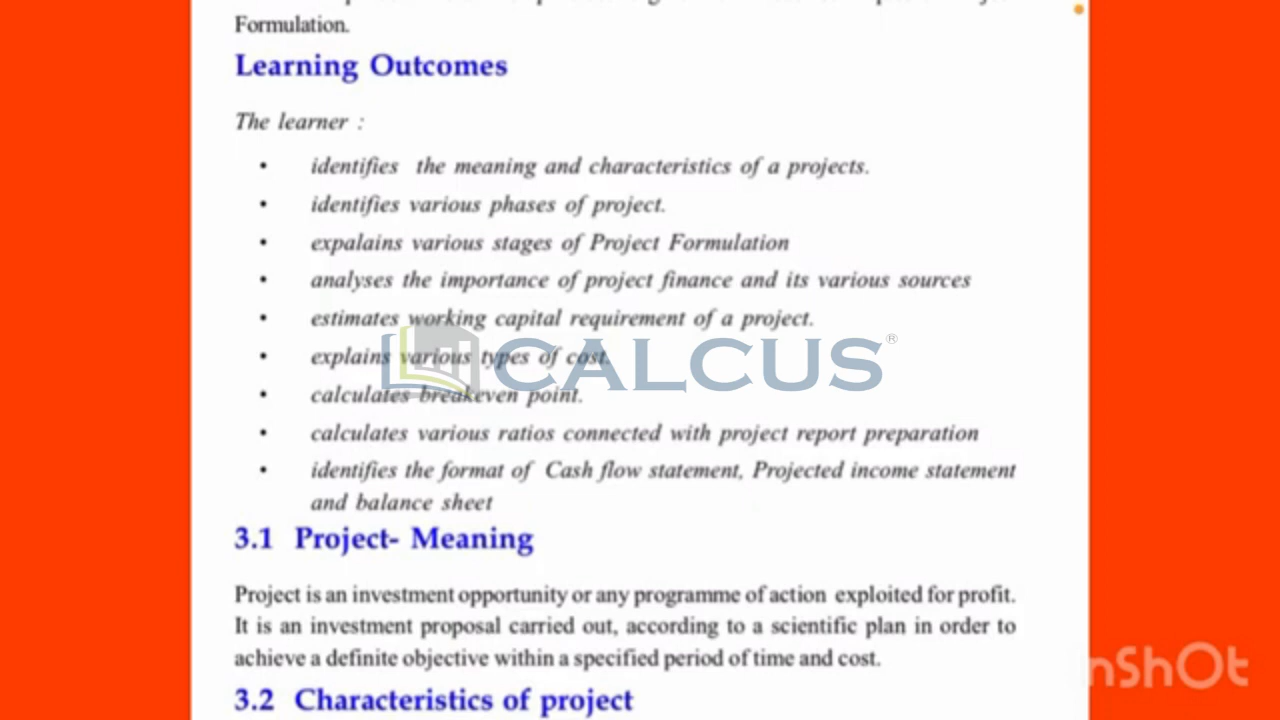 Formulation.
Learning Outcomes
The learner :
• identifies the meaning and characteristics of a projects.
• identifies various phases of project.
• expalains various stages of Project Formulation
• analyses the importance of project finance and its various sources
• estimates working capital requirement of a project.
• explains various types of cost.
• calculates breakeven point.
• calculates various ratios connected with project report preparation
• identifies the format of Cash flow statement, Projected income statement
and balance sheet
CALCUS®
3.1 Project- Meaning
Project is an investment opportunity or any programme of action exploited for profit.
It is an investment proposal carried out, according to a scientific plan in order to
achieve a definite objective within a specified period of time and cost.
3.2 Characteristics of project
InShOt